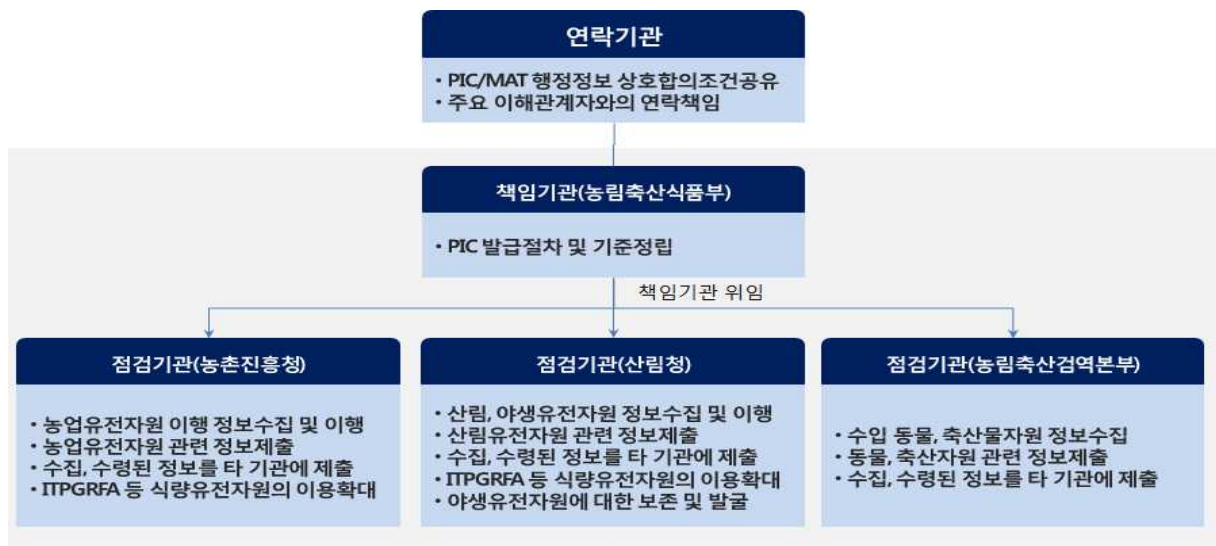 연락기관
• PIC/MAT 행정정보 상호합의조건공유
• 주요 이해관계자와의 연락책임
책임기관(농림축산식품부)
• PIC 발급절차 및 기준정립
책임기관 위임
점검기관(농촌진흥청)
• 농업유전자원 이행 정보수집 및 이행
• 농업유전자원 관련 정보제출
• 수집, 수령된 정보를 타 기관에 제출
• ITPGRFA 등 식량유전자원의 이용확대
점검기관(산림청)
• 산림, 야생유전자원 정보수집 및 이행
• 산림유전자원 관련 정보제출
• 수집, 수령된 정보를 타 기관에 제출
• ITPGRFA 등 식량유전자원의 이용확대
• 야생유전자원에 대한 보존 및 발굴
점검기관(농림축산검역본부)
• 수입 동물, 축산물자원 정보수집
• 동물, 축산자원 관련 정보제출
• 수집, 수령된 정보를 타 기관에 제출